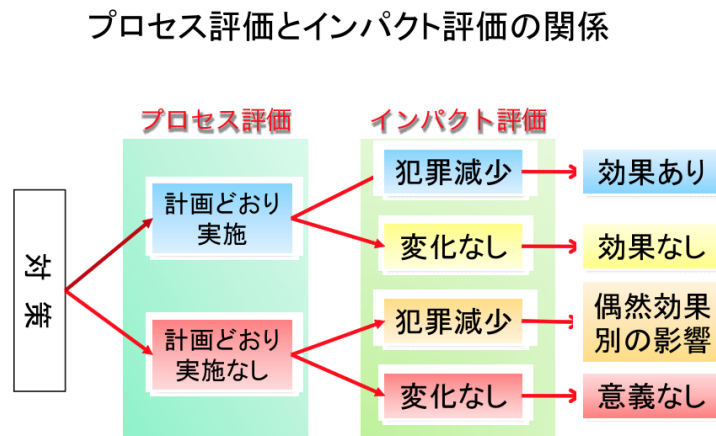 プロセス評価とインパクト評価の関係
プロセス評価
インパクト評価
対策
計画どおり
実施
犯罪減少
効果あり
変化なし
効果なし
計画どおり
実施なし
犯罪減少
偶然効果
別の影響
変化なし
意義なし